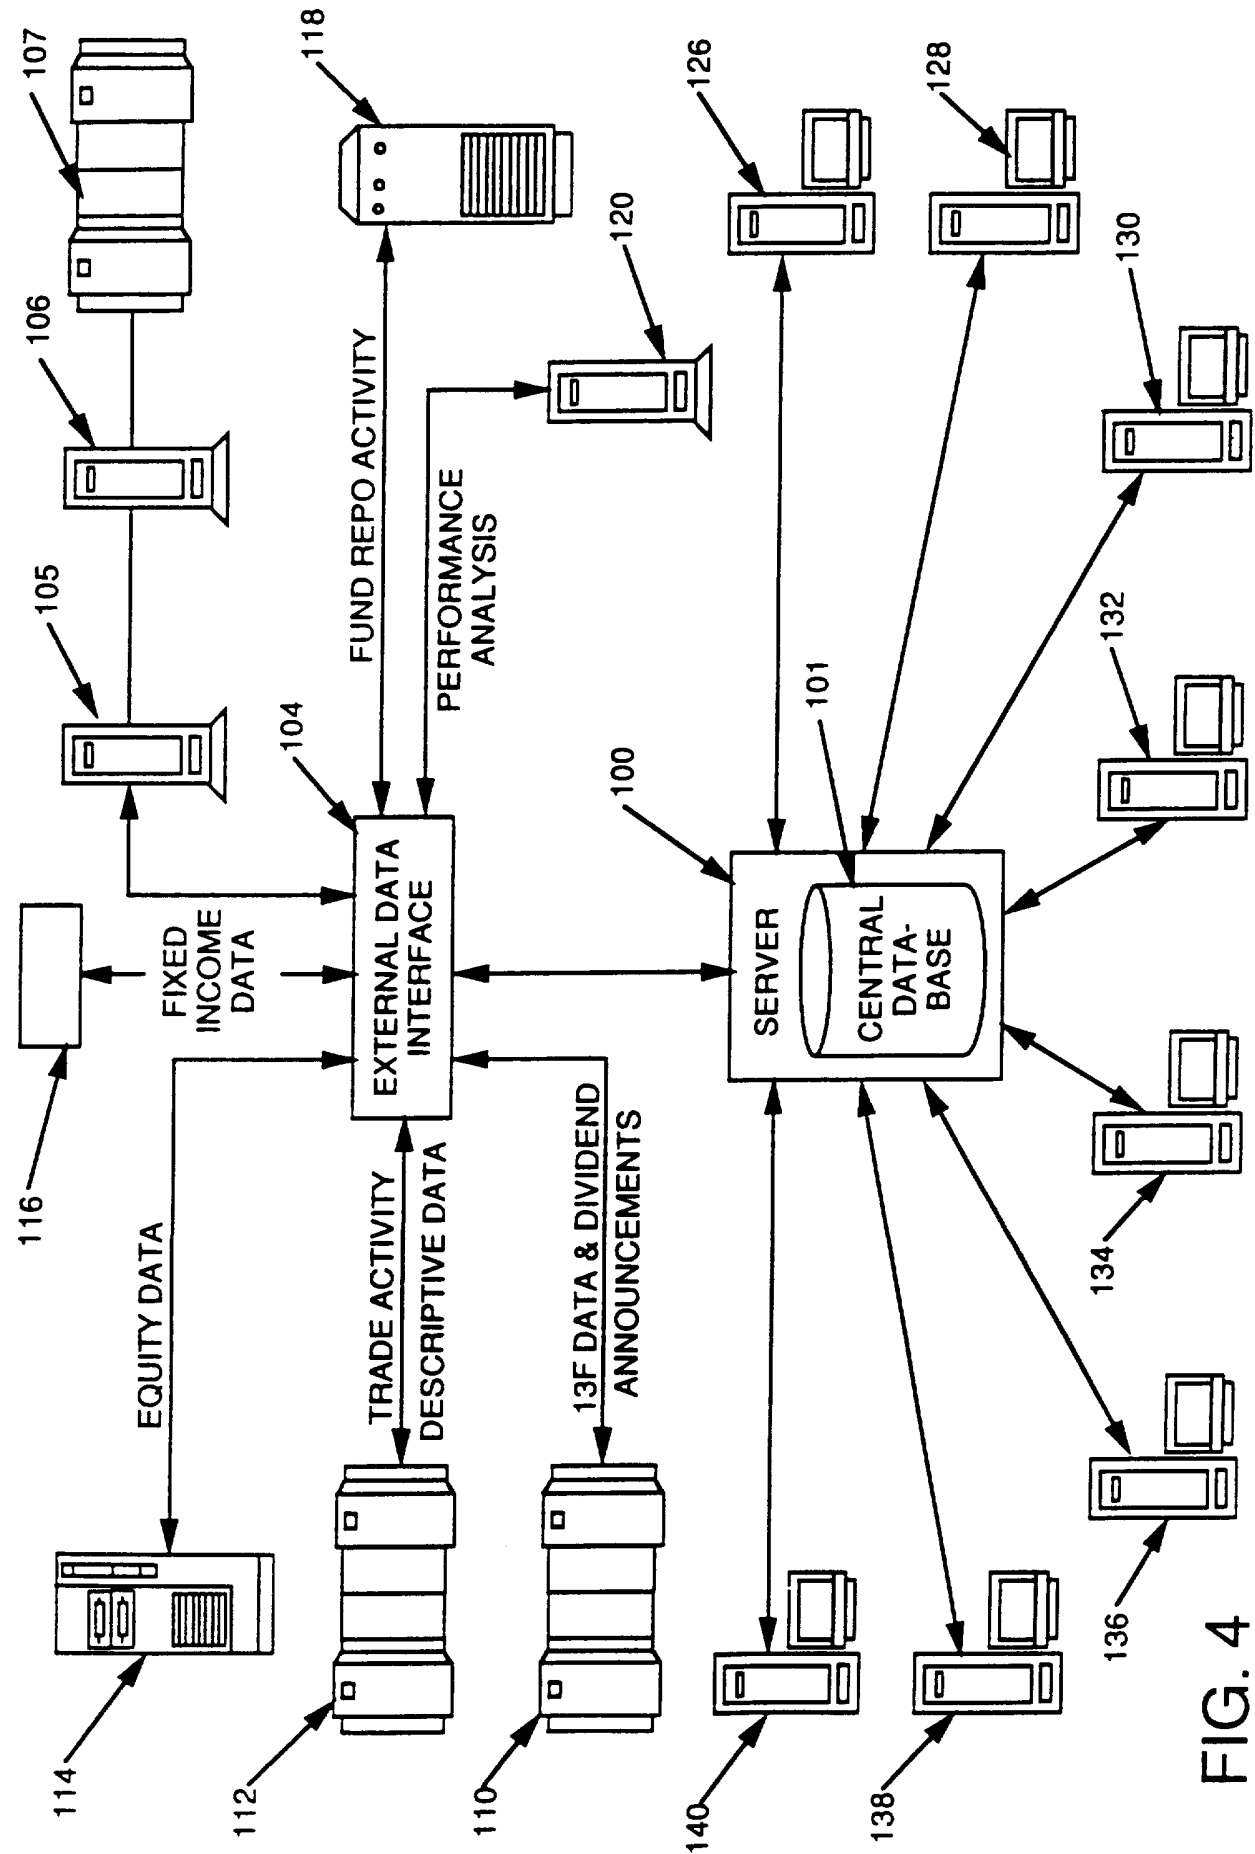 114
116
105
106
107
EQUITY DATA
FIXED
INCOME
DATA
112
TRADE ACTIVITY
DESCRIPTIVE DATA
EXTERNAL DATA
INTERFACE
104
FUND REPO ACTIVITY
118
PERFORMANCE
ANALYSIS
110
13F DATA & DIVIDEND
ANNOUNCEMENTS
120
100
101
SERVER
CENTRAL
DATA-
BASE
140
126
138
128
136
134
132
130
FIG. 4